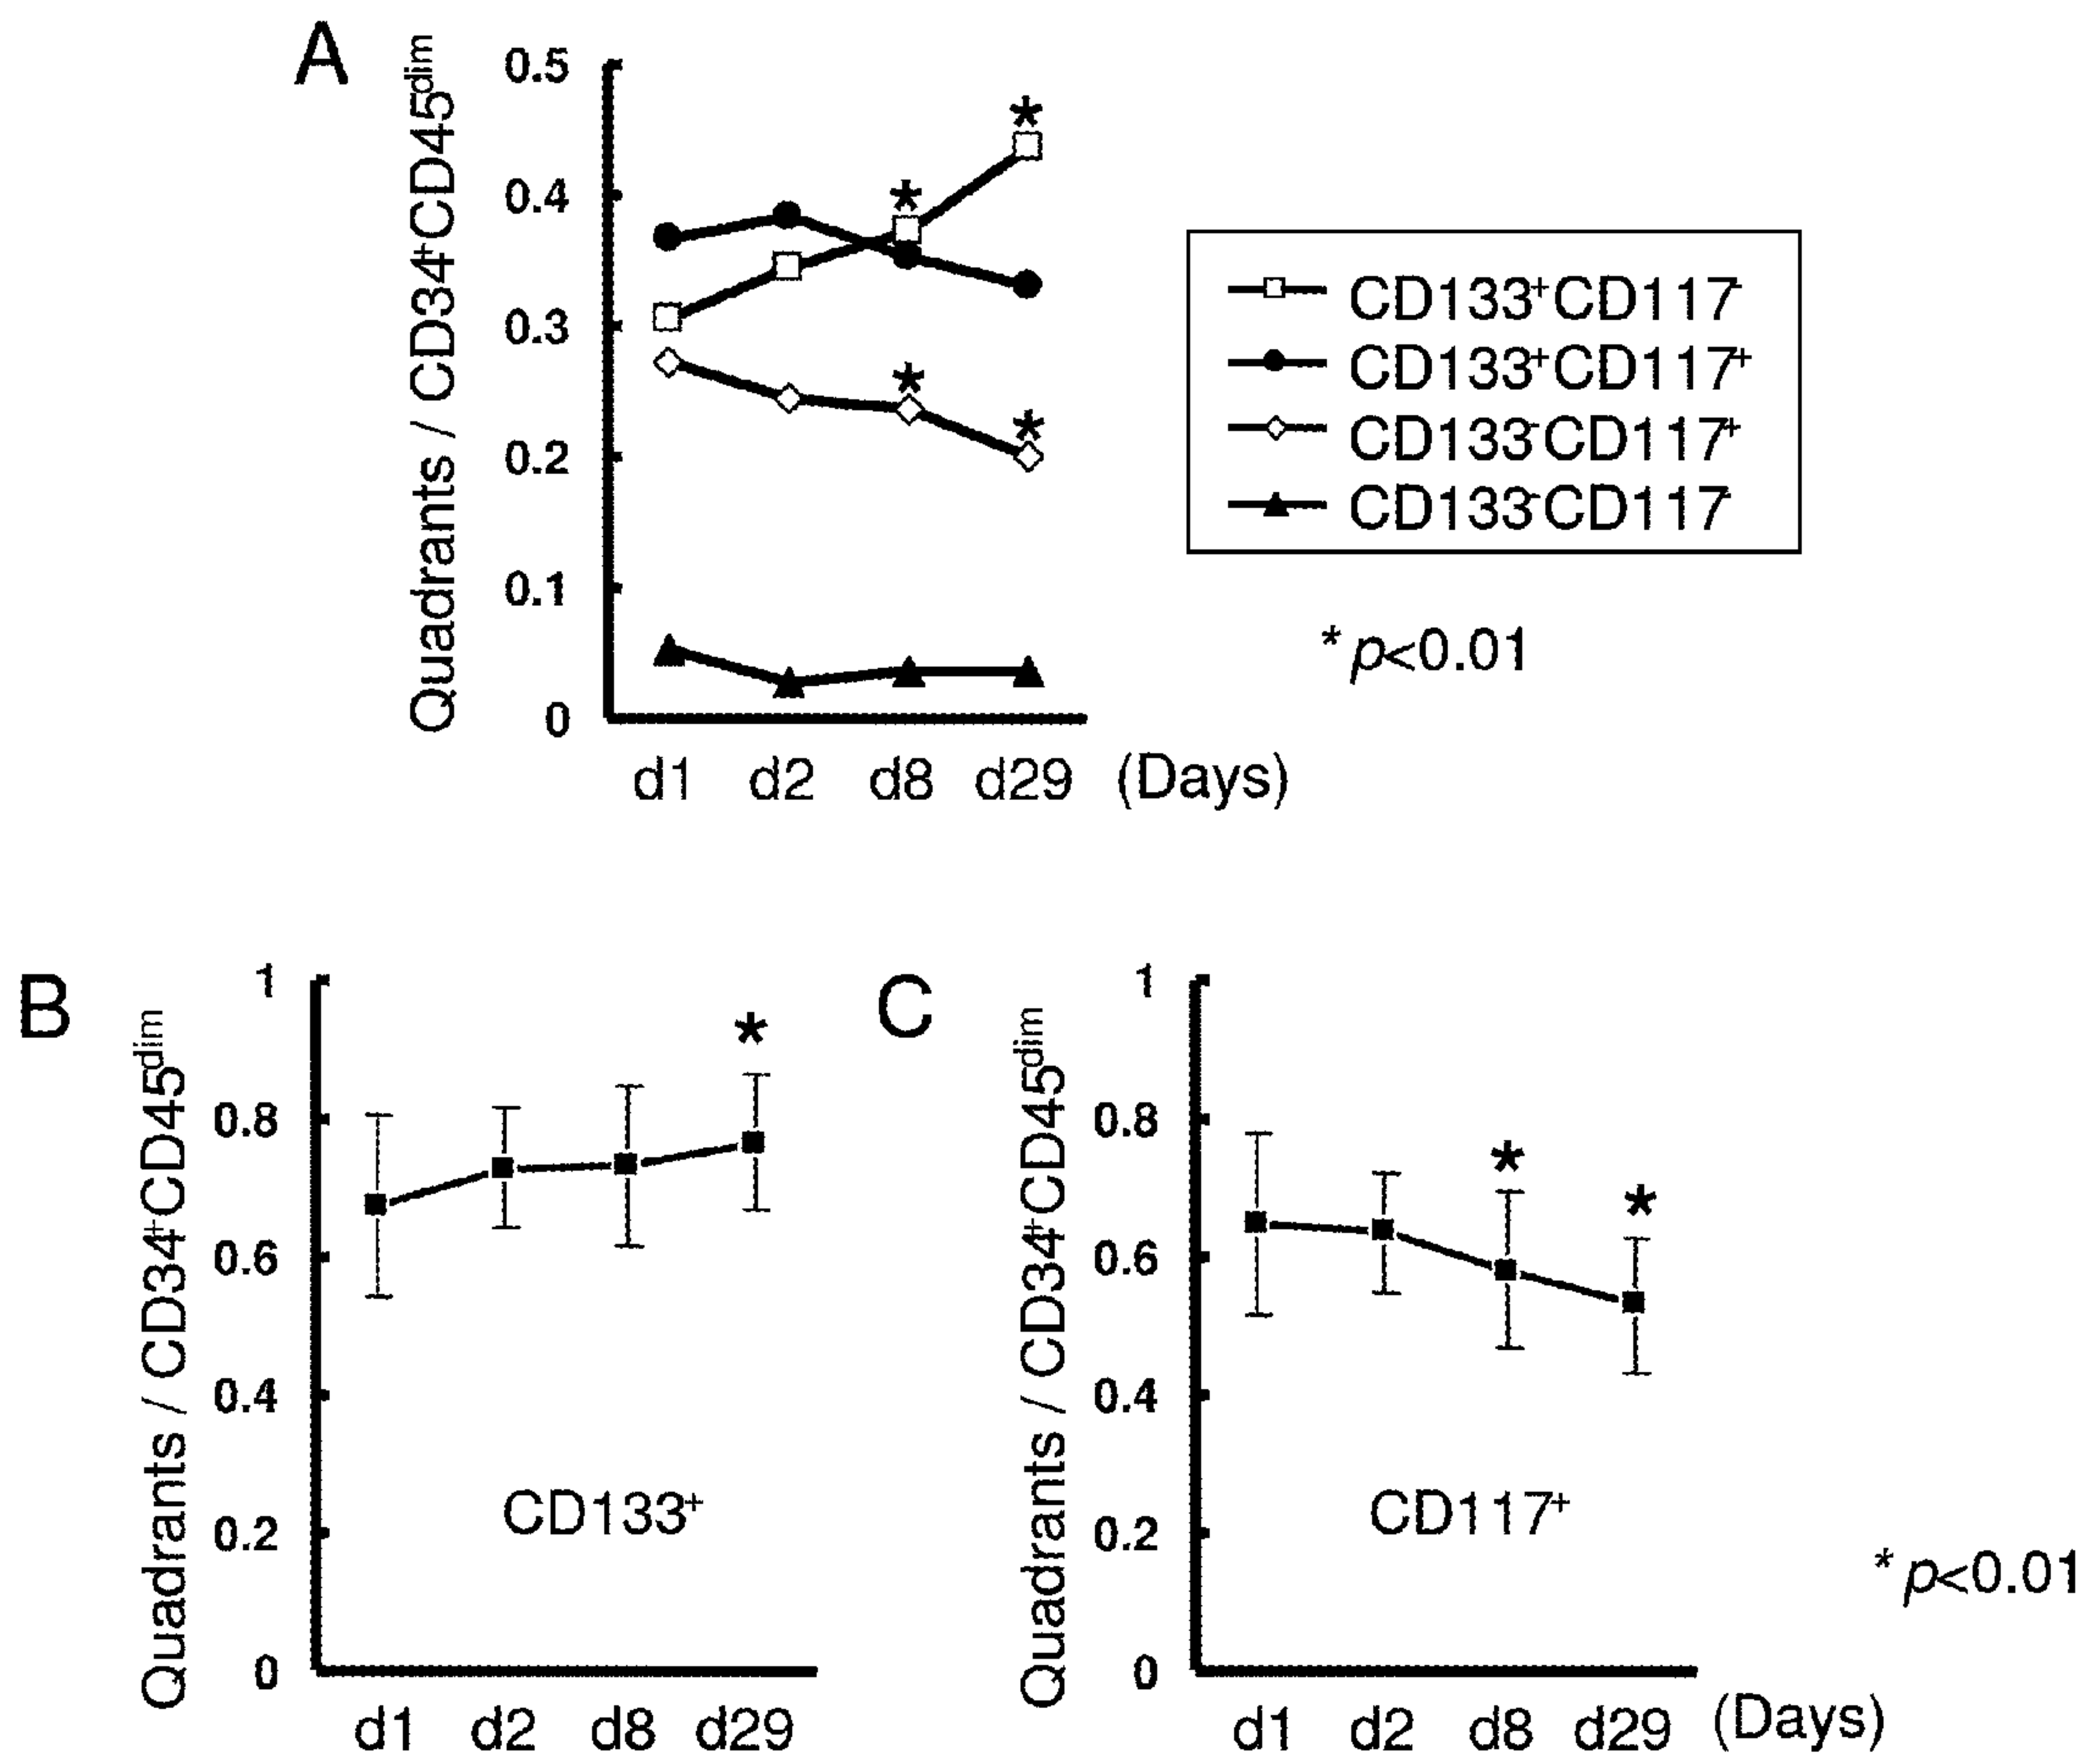 A
Quadrants / CD34⁺CD45ᵈⁱᵐ
0.5
0.4
0.3
0.2
0.1
0
*
*
*
*
d1 d2 d8 d29 (Days)
CD133⁺CD117⁻
CD133⁺CD117⁺
CD133⁻CD117⁺
CD133⁻CD117⁻
* p<0.01
B
Quadrants / CD34⁺CD45ᵈⁱᵐ
1
0.8
0.6
0.4
0.2
0
*
CD133⁺
d1 d2 d8 d29
C
Quadrants / CD34⁺CD45ᵈⁱᵐ
1
0.8
0.6
0.4
0.2
0
*
*
CD117⁺
d1 d2 d8 d29 (Days)
* p<0.01